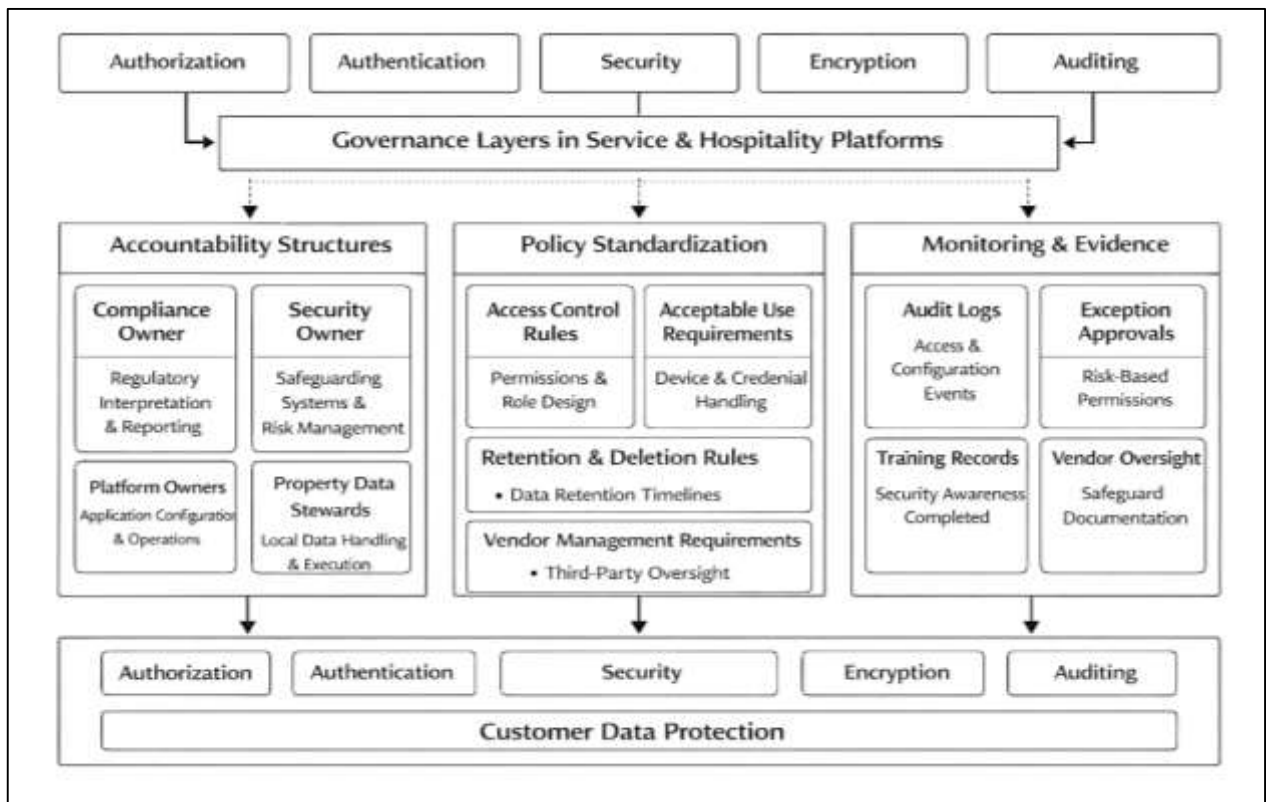 Authorization
Authentication
Security
Encryption
Auditing
Governance Layers in Service & Hospitality Platforms
Accountability Structures
Compliance
Owner
Regulatory
Interpretation
& Reporting
Security
Owner
Safeguarding
Systems &
Risk Management
Platform Owners
Application Configuration
& Operations
Property Data
Stewards
Local Data Handling
& Execution
Policy Standardization
Access Control
Rules
Permissions &
Role Design
Acceptable Use
Requirements
Device & Credenial
Handling
Retention & Deletion Rules
• Data Retention Timelines
Vendor Management Requirements
• Third-Party Oversight
Monitoring & Evidence
Audit Logs
Access &
Configuration
Events
Exception
Approvals
Risk-Based
Permissions
Training Records
Security Awareness
Completed
Vendor Oversight
Safeguard
Documentation
Authorization
Authentication
Security
Encryption
Auditing
Customer Data Protection